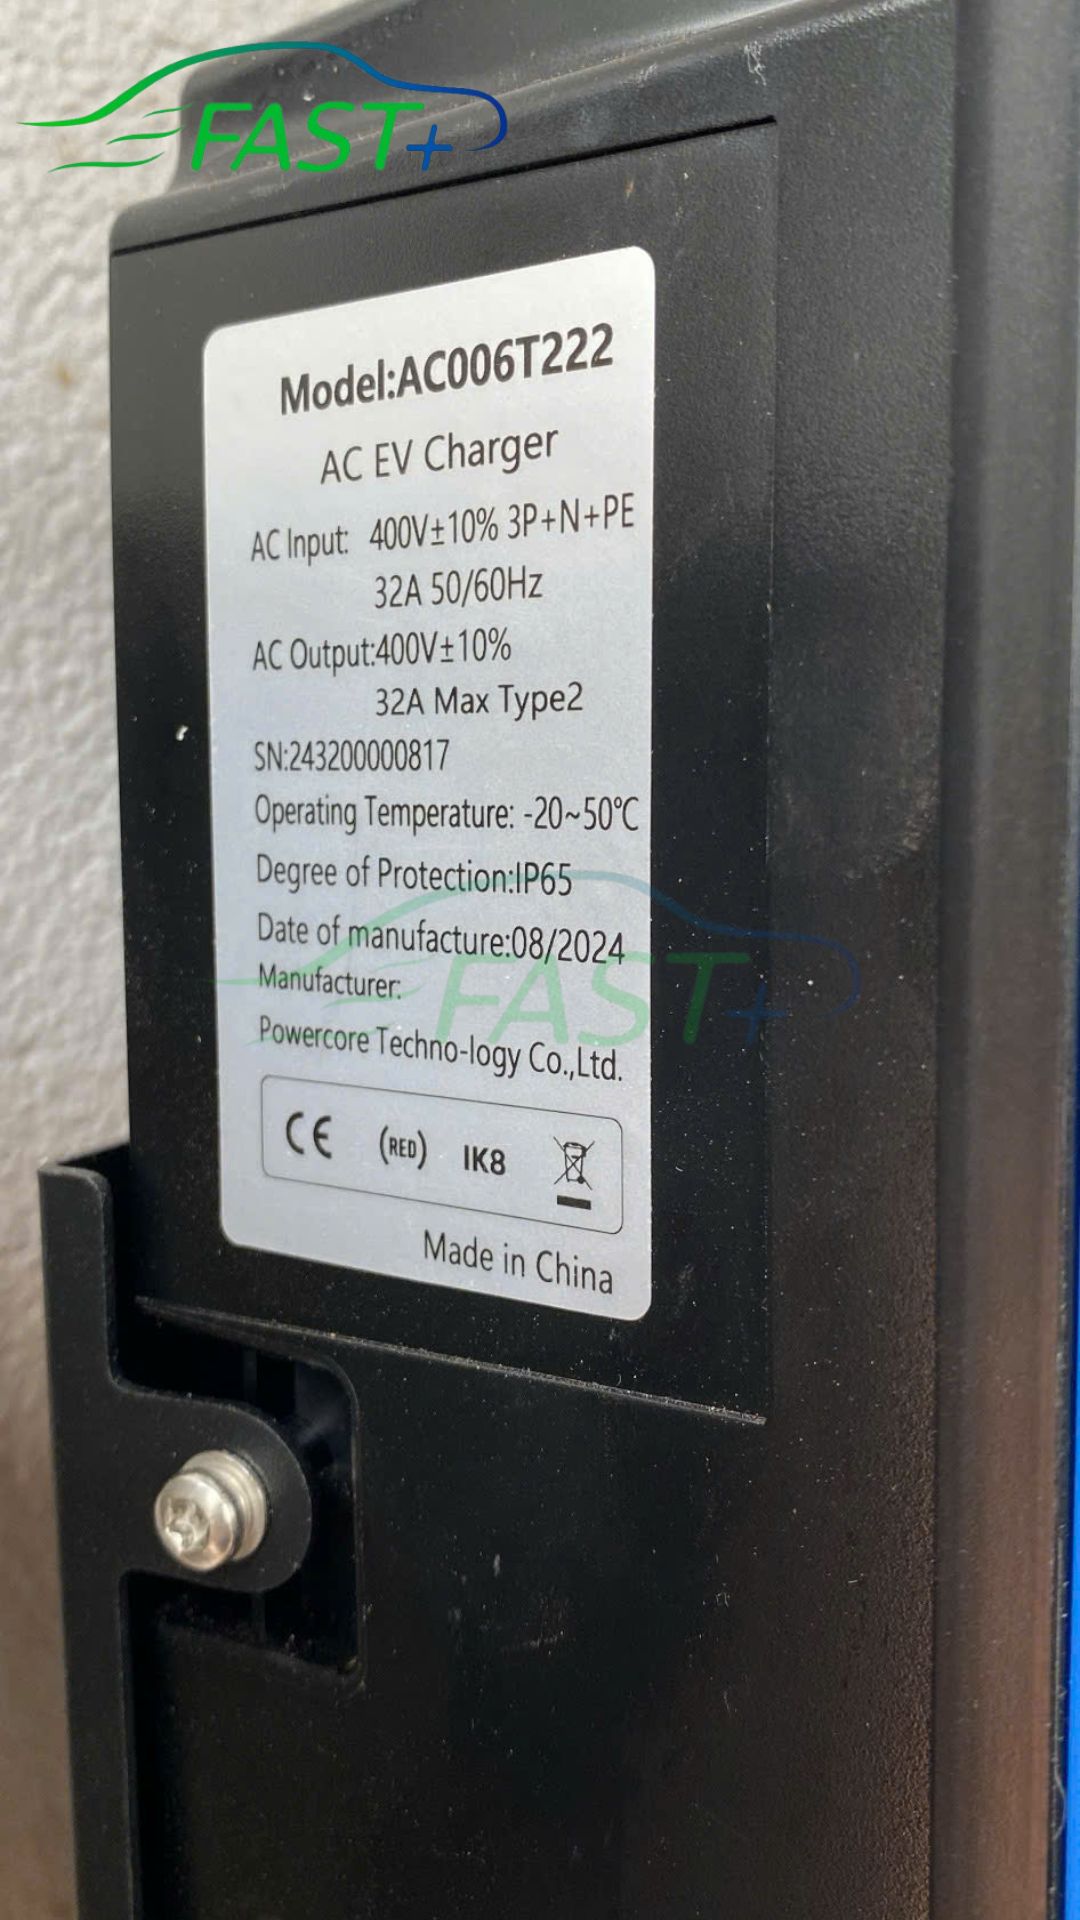 FAST+
Model:AC006T222
AC EV Charger
AC Input: 400V±10% 3P+N+PE
32A 50/60Hz
AC Output:400V±10%
32A Max Type2
SN:243200000817
Operating Temperature: -20~50℃
Degree of Protection:IP65
Date of manufacture:08/2024
Manufacturer:
FAST+
Powercore Techno-logy Co.,Ltd.
CE (RED) IK8
Made in China